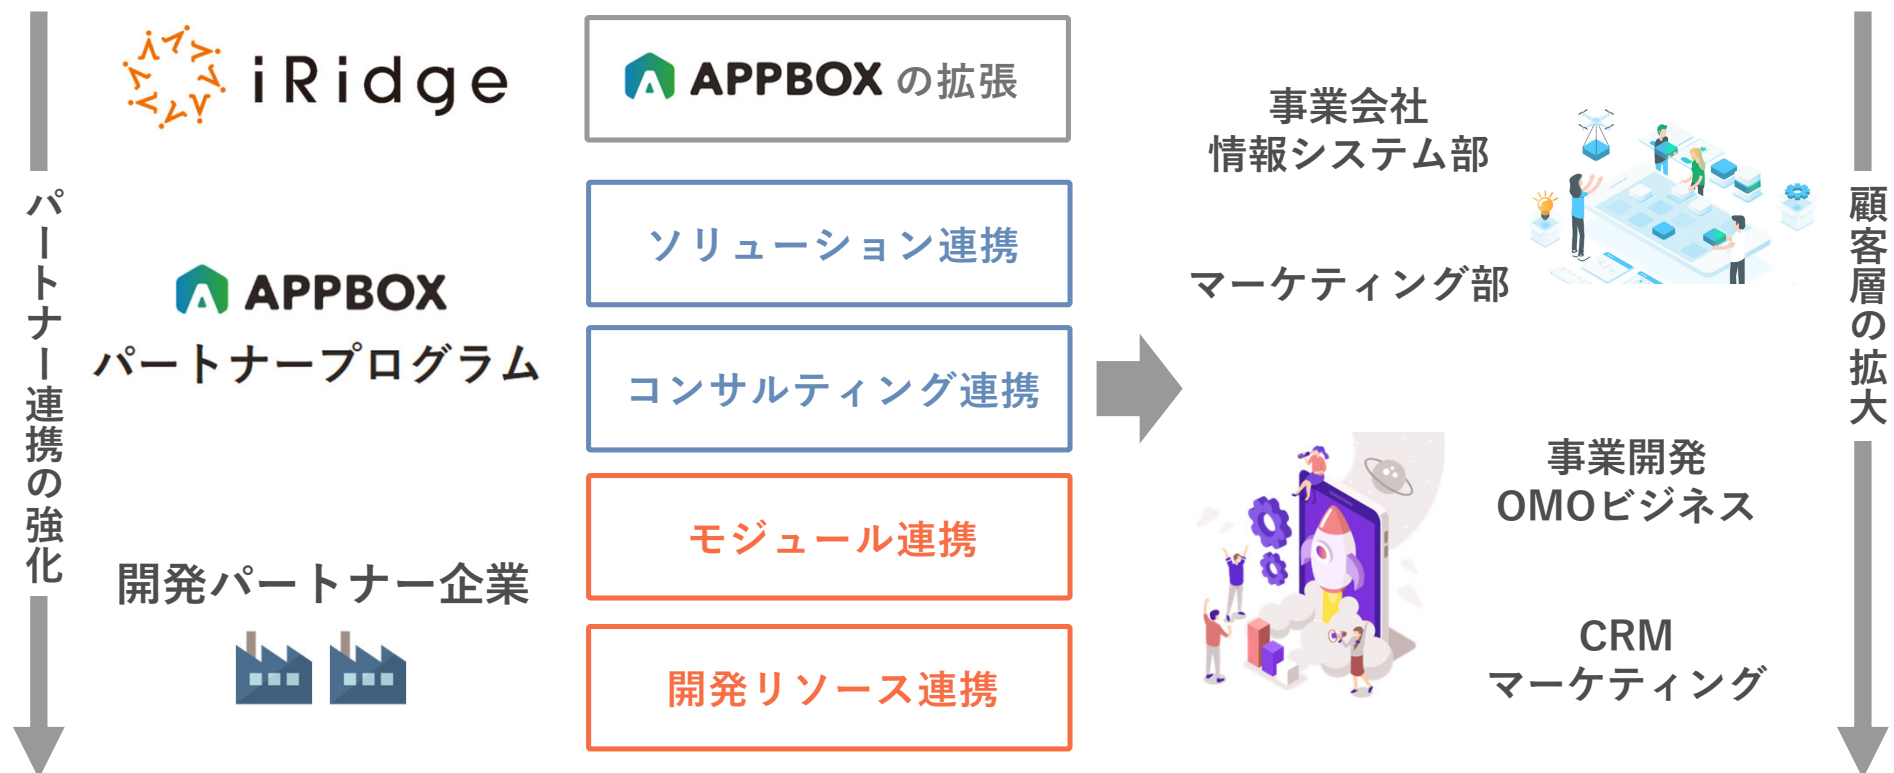 パートナー連携の強化
iRidge
APPBOX
パートナープログラム
開発パートナー企業
APPBOX の拡張
ソリューション連携
コンサルティング連携
モジュール連携
開発リソース連携
事業会社
情報システム部
マーケティング部
事業開発
OMOビジネス
CRM
マーケティング
顧客層の拡大